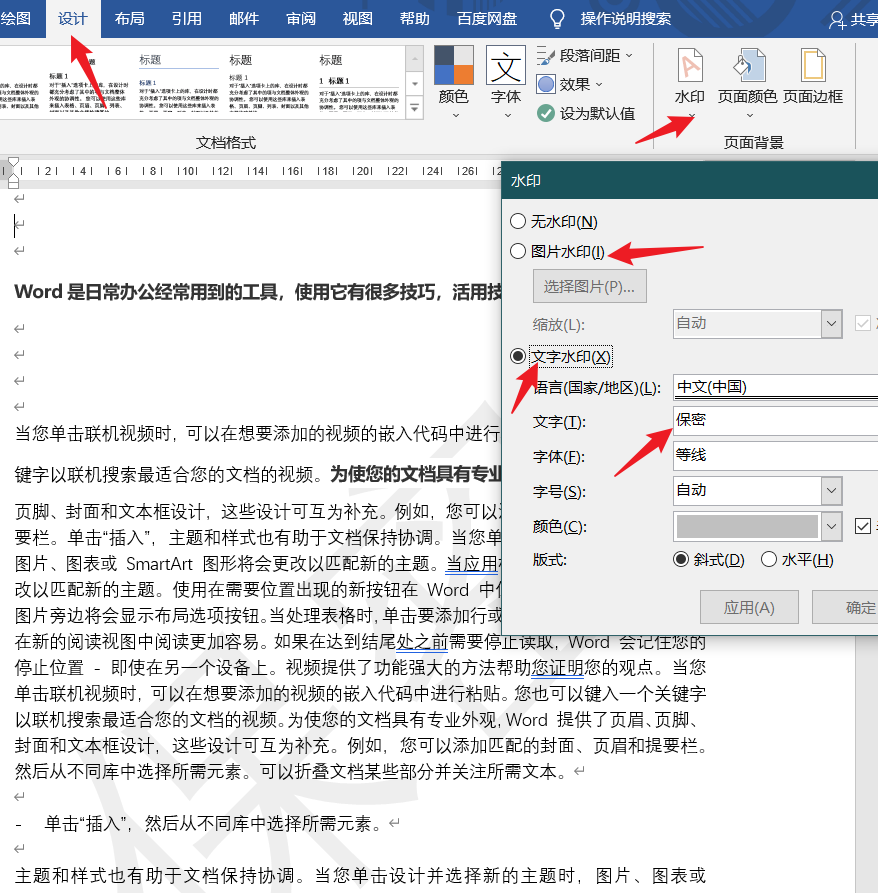 绘图 设计 布局 引用 邮件 审阅 视图 帮助 百度网盘 操作说明搜索 共享
标题 标题 标题
标题 1 标题 1 标题 1 1 标题 1
颜色 字体 段落间距 效果 设为默认值 水印 页面颜色 页面边框
文档格式 页面背景
2 4 6 8 10 12 14 16 18 20 22 24 26
水印
无水印(N)
图片水印(I)
选择图片(P)...
缩放(L): 自动
文字水印(X)
语言(国家/地区)(L): 中文(中国)
文字(T): 保密
字体(F): 等线
字号(S): 自动
颜色(C):
版式: 斜式(D) 水平(H)
应用(A) 确定
Word 是日常办公经常用到的工具，使用它有很多技巧，活用技
当您单击联机视频时，可以在想要添加的视频的嵌入代码中进行
键字以联机搜索最适合您的文档的视频。为使您的文档具有专业
页脚、封面和文本框设计，这些设计可互为补充。例如，您可以
要栏。单击“插入”，主题和样式也有助于文档保持协调。当您单
图片、图表或 SmartArt 图形将会更改以匹配新的主题。当应用
改以匹配新的主题。使用在需要位置出现的新按钮在 Word 中
图片旁边将会显示布局选项按钮。当处理表格时，单击要添加行或
在新的阅读视图中阅读更加容易。如果在达到结尾处之前需要停止读取，Word 会记住您的
停止位置 - 即使在另一个设备上。视频提供了功能强大的方法帮助您证明您的观点。当您
单击联机视频时，可以在想要添加的视频的嵌入代码中进行粘贴。您也可以键入一个关键字
以联机搜索最适合您的文档的视频。为使您的文档具有专业外观，Word 提供了页眉、页脚、
封面和文本框设计，这些设计可互为补充。例如，您可以添加匹配的封面、页眉和提要栏。
然后从不同库中选择所需元素。可以折叠文档某些部分并关注所需文本。
- 单击“插入”，然后从不同库中选择所需元素。
主题和样式也有助于文档保持协调。当您单击设计并选择新的主题时，图片、图表或
保密